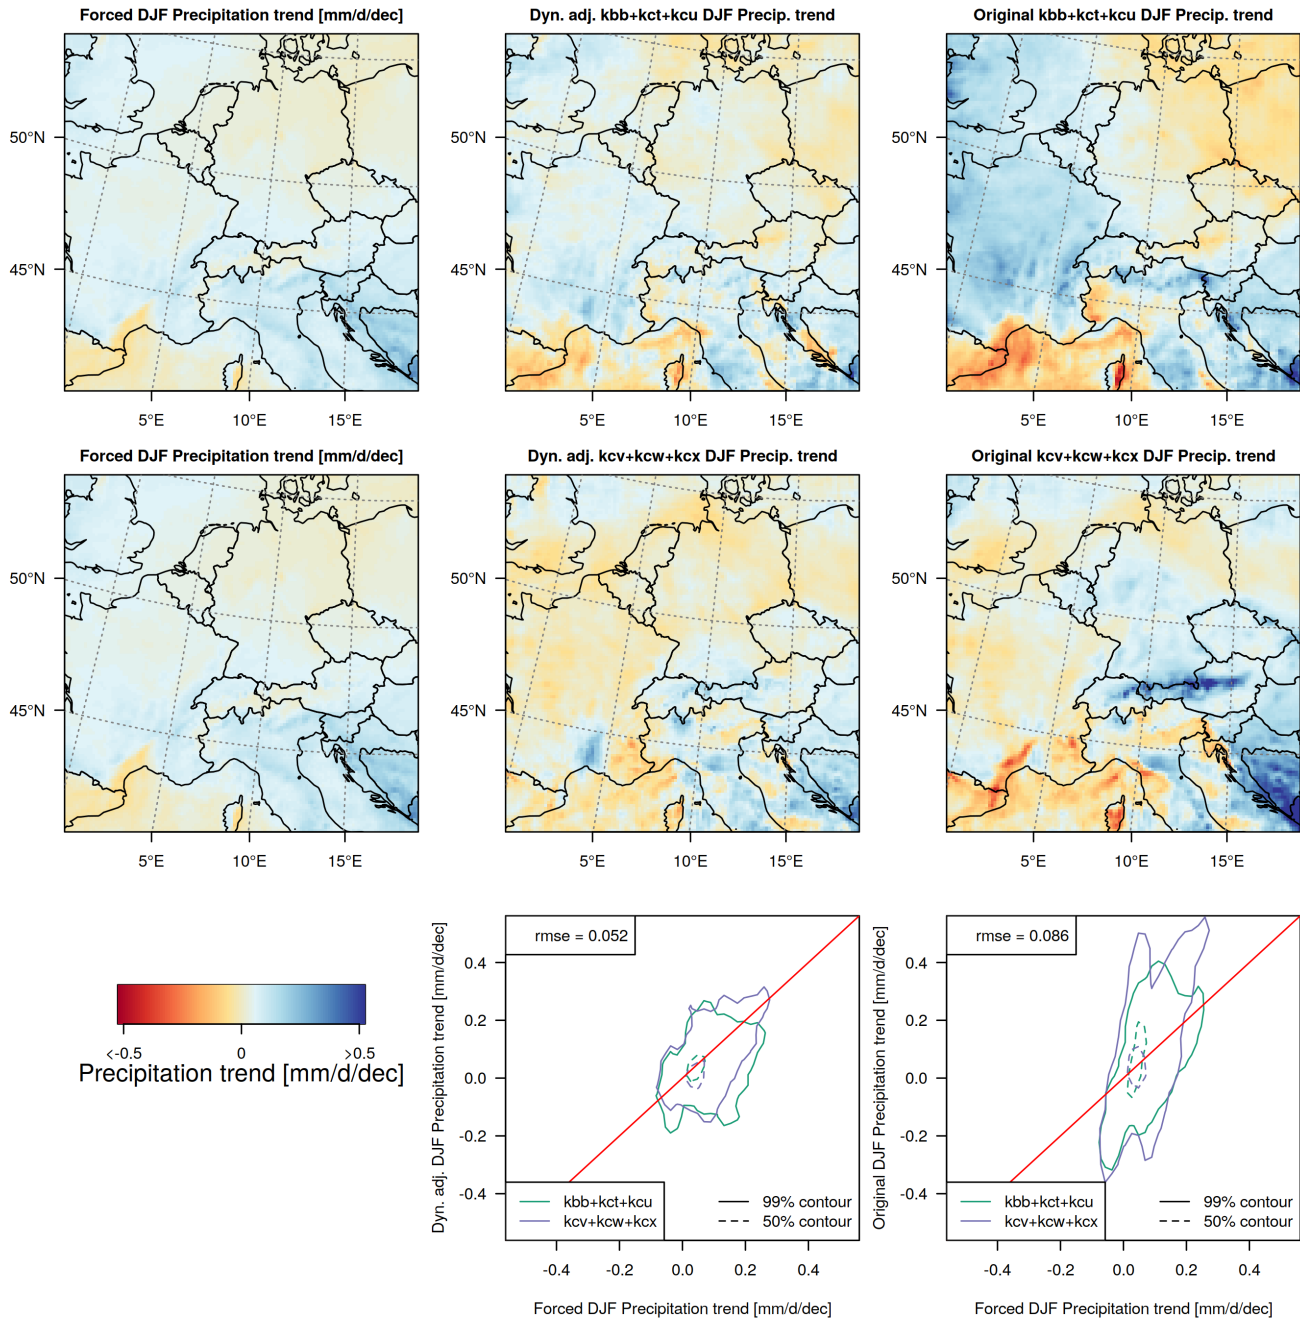 Forced DJF Precipitation trend [mm/d/dec]
Dyn. adj. kbb+kct+kcu DJF Precip. trend
Original kbb+kct+kcu DJF Precip. trend
50°N
50°N
50°N
45°N
45°N
45°N
5°E 10°E 15°E
5°E 10°E 15°E
5°E 10°E 15°E
Forced DJF Precipitation trend [mm/d/dec]
Dyn. adj. kcv+kcw+kcx DJF Precip. trend
Original kcv+kcw+kcx DJF Precip. trend
50°N
50°N
50°N
45°N
45°N
45°N
5°E 10°E 15°E
5°E 10°E 15°E
5°E 10°E 15°E
<-0.5 0 >0.5
Precipitation trend [mm/d/dec]
Dyn. adj. DJF Precipitation trend [mm/d/dec]
0.4
0.2
0.0
-0.2
-0.4
rmse = 0.052
kbb+kct+kcu 99% contour
kcv+kcw+kcx 50% contour
-0.4 -0.2 0.0 0.2 0.4
Forced DJF Precipitation trend [mm/d/dec]
Original DJF Precipitation trend [mm/d/dec]
0.4
0.2
0.0
-0.2
-0.4
rmse = 0.086
kbb+kct+kcu 99% contour
kcv+kcw+kcx 50% contour
-0.4 -0.2 0.0 0.2 0.4
Forced DJF Precipitation trend [mm/d/dec]